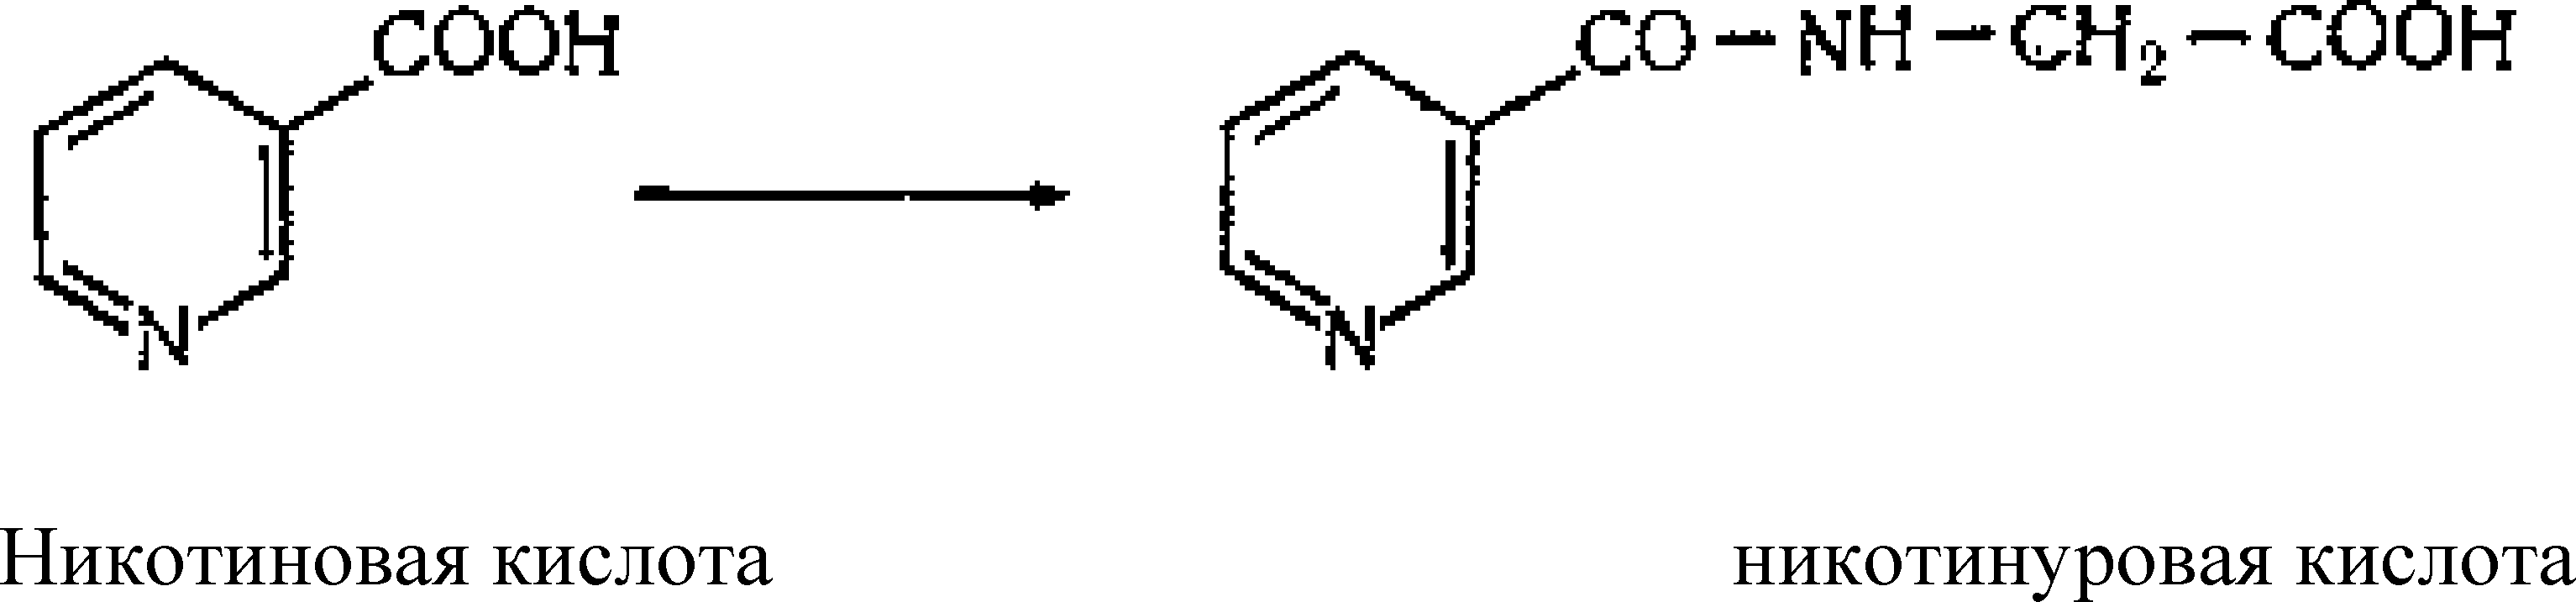 COOH
CO – NH – CH₂ – COOH
N
N
Никотиновая кислота
никотинуровая кислота